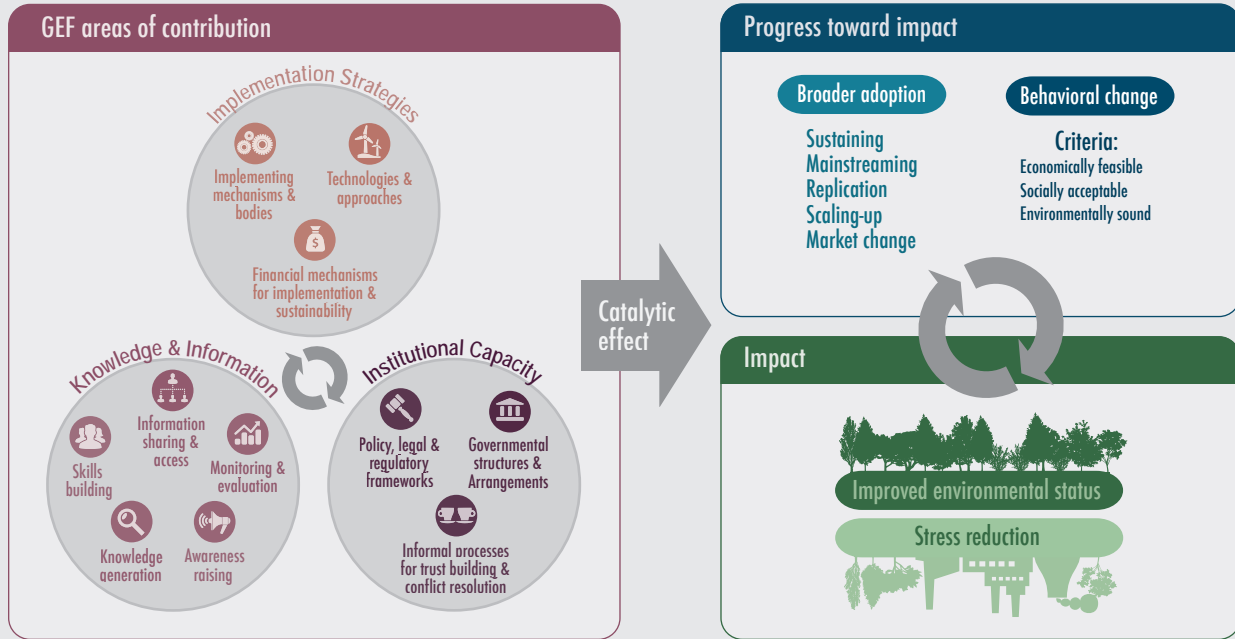 GEF areas of contribution
Implementation Strategies
Implementing
mechanisms &
bodies
Technologies &
approaches
$
Financial mechanisms
for implementation &
sustainability
Knowledge & Information
Information
sharing &
access
Skills
building
Monitoring &
evaluation
Knowledge
generation
Awareness
raising
Institutional Capacity
Policy, legal &
regulatory
frameworks
Governmental
structures &
Arrangements
Informal processes
for trust building &
conflict resolution
Catalytic
effect
Progress toward impact
Broader adoption
Sustaining
Mainstreaming
Replication
Scaling-up
Market change
Behavioral change
Criteria:
Economically feasible
Socially acceptable
Environmentally sound
Impact
Improved environmental status
Stress reduction